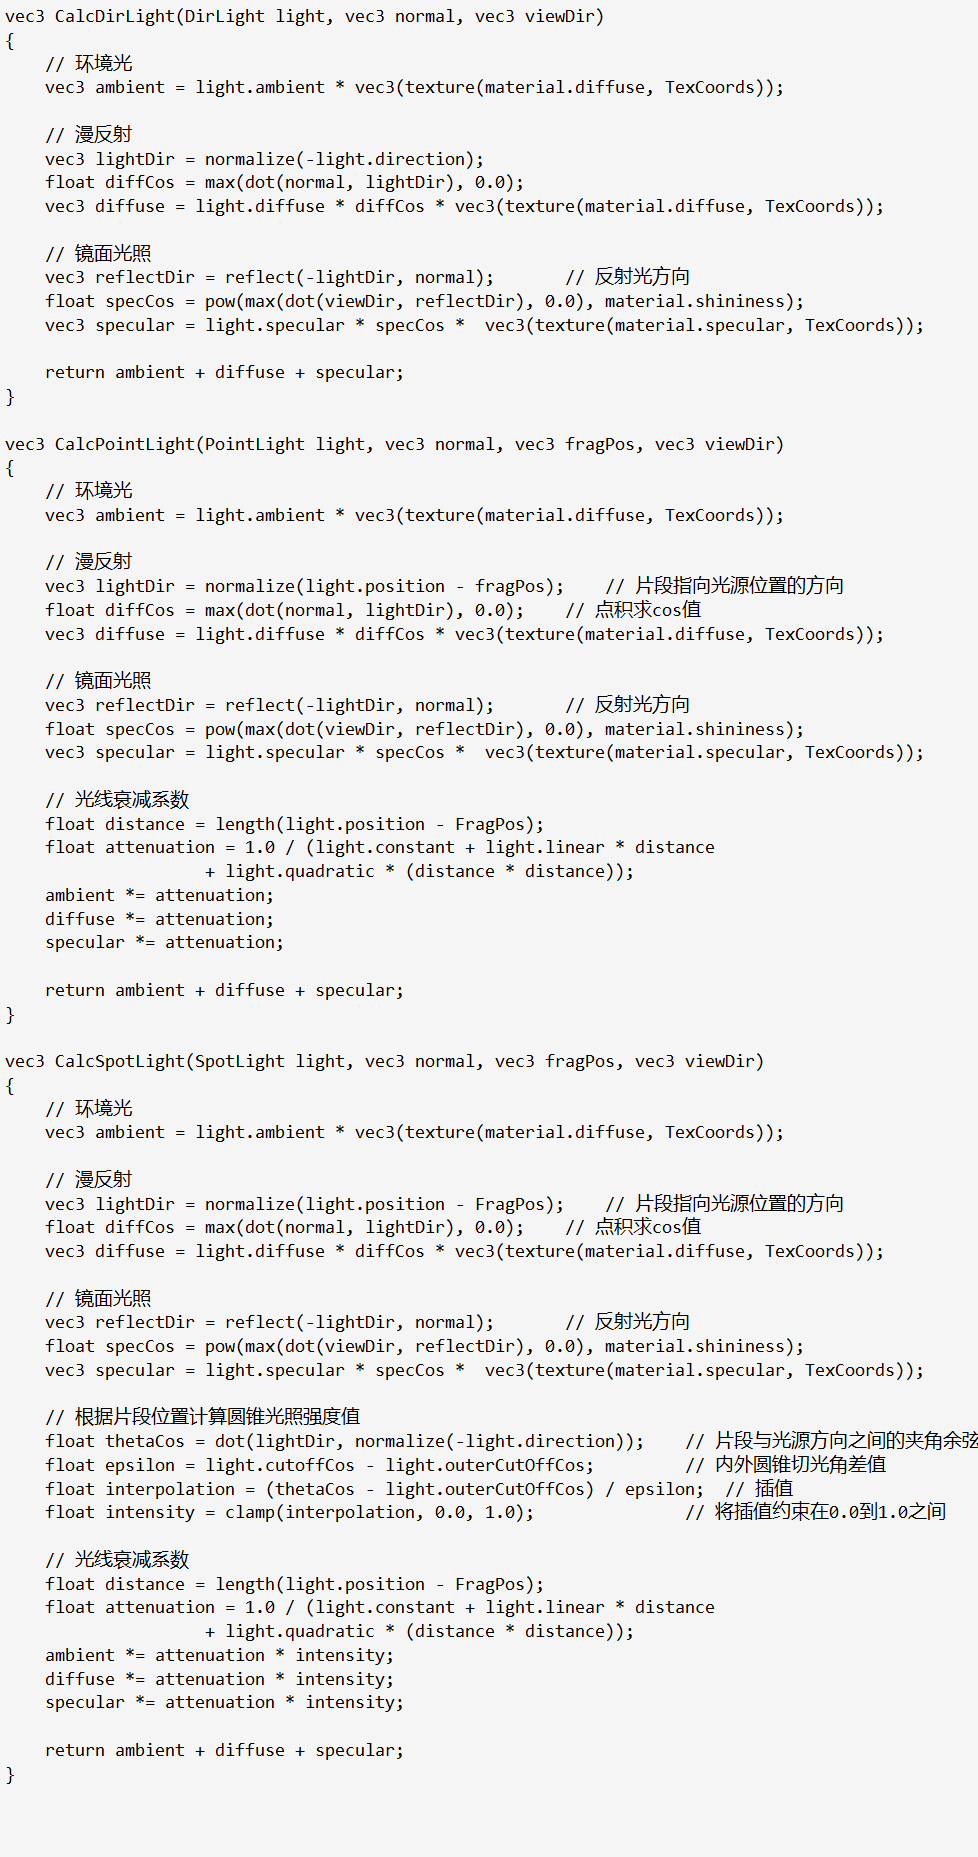 vec3 CalcDirLight(DirLight light, vec3 normal, vec3 viewDir)
{
    // 环境光
    vec3 ambient = light.ambient * vec3(texture(material.diffuse, TexCoords));

    // 漫反射
    vec3 lightDir = normalize(-light.direction);
    float diffCos = max(dot(normal, lightDir), 0.0);
    vec3 diffuse = light.diffuse * diffCos * vec3(texture(material.diffuse, TexCoords));

    // 镜面光照
    vec3 reflectDir = reflect(-lightDir, normal);       // 反射光方向
    float specCos = pow(max(dot(viewDir, reflectDir), 0.0), material.shininess);
    vec3 specular = light.specular * specCos *  vec3(texture(material.specular, TexCoords));

    return ambient + diffuse + specular;
}

vec3 CalcPointLight(PointLight light, vec3 normal, vec3 fragPos, vec3 viewDir)
{
    // 环境光
    vec3 ambient = light.ambient * vec3(texture(material.diffuse, TexCoords));

    // 漫反射
    vec3 lightDir = normalize(light.position - fragPos);    // 片段指向光源位置的方向
    float diffCos = max(dot(normal, lightDir), 0.0);    // 点积求cos值
    vec3 diffuse = light.diffuse * diffCos * vec3(texture(material.diffuse, TexCoords));

    // 镜面光照
    vec3 reflectDir = reflect(-lightDir, normal);       // 反射光方向
    float specCos = pow(max(dot(viewDir, reflectDir), 0.0), material.shininess);
    vec3 specular = light.specular * specCos *  vec3(texture(material.specular, TexCoords));

    // 光线衰减系数
    float distance = length(light.position - FragPos);
    float attenuation = 1.0 / (light.constant + light.linear * distance
                    + light.quadratic * (distance * distance));
    ambient *= attenuation;
    diffuse *= attenuation;
    specular *= attenuation;

    return ambient + diffuse + specular;
}

vec3 CalcSpotLight(SpotLight light, vec3 normal, vec3 fragPos, vec3 viewDir)
{
    // 环境光
    vec3 ambient = light.ambient * vec3(texture(material.diffuse, TexCoords));

    // 漫反射
    vec3 lightDir = normalize(light.position - FragPos);    // 片段指向光源位置的方向
    float diffCos = max(dot(normal, lightDir), 0.0);    // 点积求cos值
    vec3 diffuse = light.diffuse * diffCos * vec3(texture(material.diffuse, TexCoords));

    // 镜面光照
    vec3 reflectDir = reflect(-lightDir, normal);       // 反射光方向
    float specCos = pow(max(dot(viewDir, reflectDir), 0.0), material.shininess);
    vec3 specular = light.specular * specCos *  vec3(texture(material.specular, TexCoords));

    // 根据片段位置计算圆锥光照强度值
    float thetaCos = dot(lightDir, normalize(-light.direction));    // 片段与光源方向之间的夹角余弦
    float epsilon = light.cutoffCos - light.outerCutOffCos;         // 内外圆锥切光角差值
    float interpolation = (thetaCos - light.outerCutOffCos) / epsilon;  // 插值
    float intensity = clamp(interpolation, 0.0, 1.0);               // 将插值约束在0.0到1.0之间

    // 光线衰减系数
    float distance = length(light.position - FragPos);
    float attenuation = 1.0 / (light.constant + light.linear * distance
                    + light.quadratic * (distance * distance));
    ambient *= attenuation * intensity;
    diffuse *= attenuation * intensity;
    specular *= attenuation * intensity;

    return ambient + diffuse + specular;
}